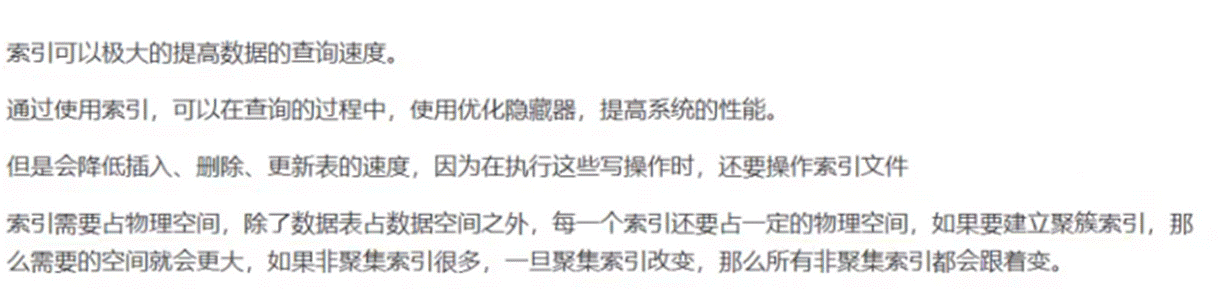 索引可以极大的提高数据的查询速度。
通过使用索引，可以在查询的过程中，使用优化隐藏器，提高系统的性能。
但是会降低插入、删除、更新表的速度，因为在执行这些写操作时，还要操作索引文件
索引需要占物理空间，除了数据表占数据空间之外，每一个索引还要占一定的物理空间，如果要建立聚簇索引，那
么需要的空间就会更大，如果非聚集索引很多，一旦聚集索引改变，那么所有非聚集索引都会跟着变。